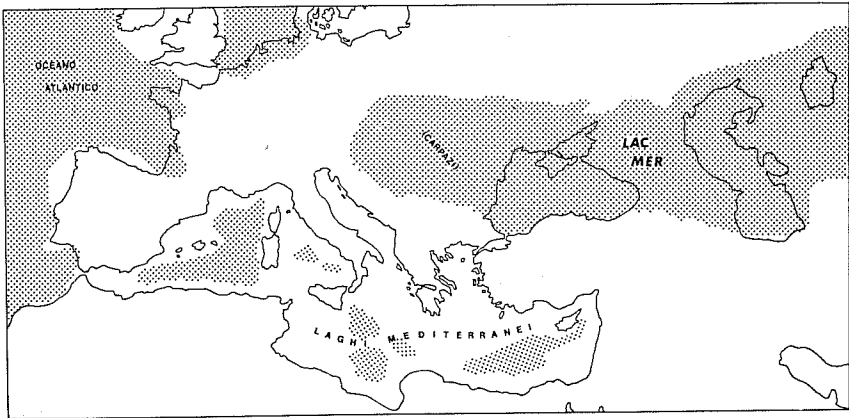 OCEANO
ATLANTICO
(CARPAZI)
LAC
MER
LAGHI MEDITERRANEI